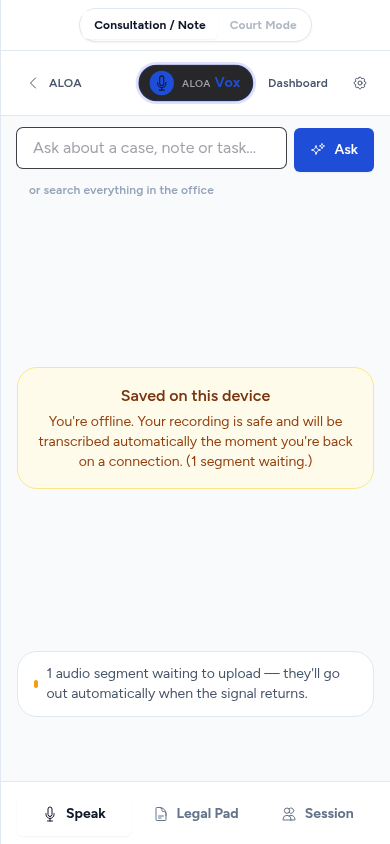 Consultation / Note
Court Mode
ALOA
ALOA Vox
Dashboard
Ask about a case, note or task...
Ask
or search everything in the office
Saved on this device
You're offline. Your recording is safe and will be
transcribed automatically the moment you're back
on a connection. (1 segment waiting.)
1 audio segment waiting to upload — they'll go
out automatically when the signal returns.
Speak
Legal Pad
Session